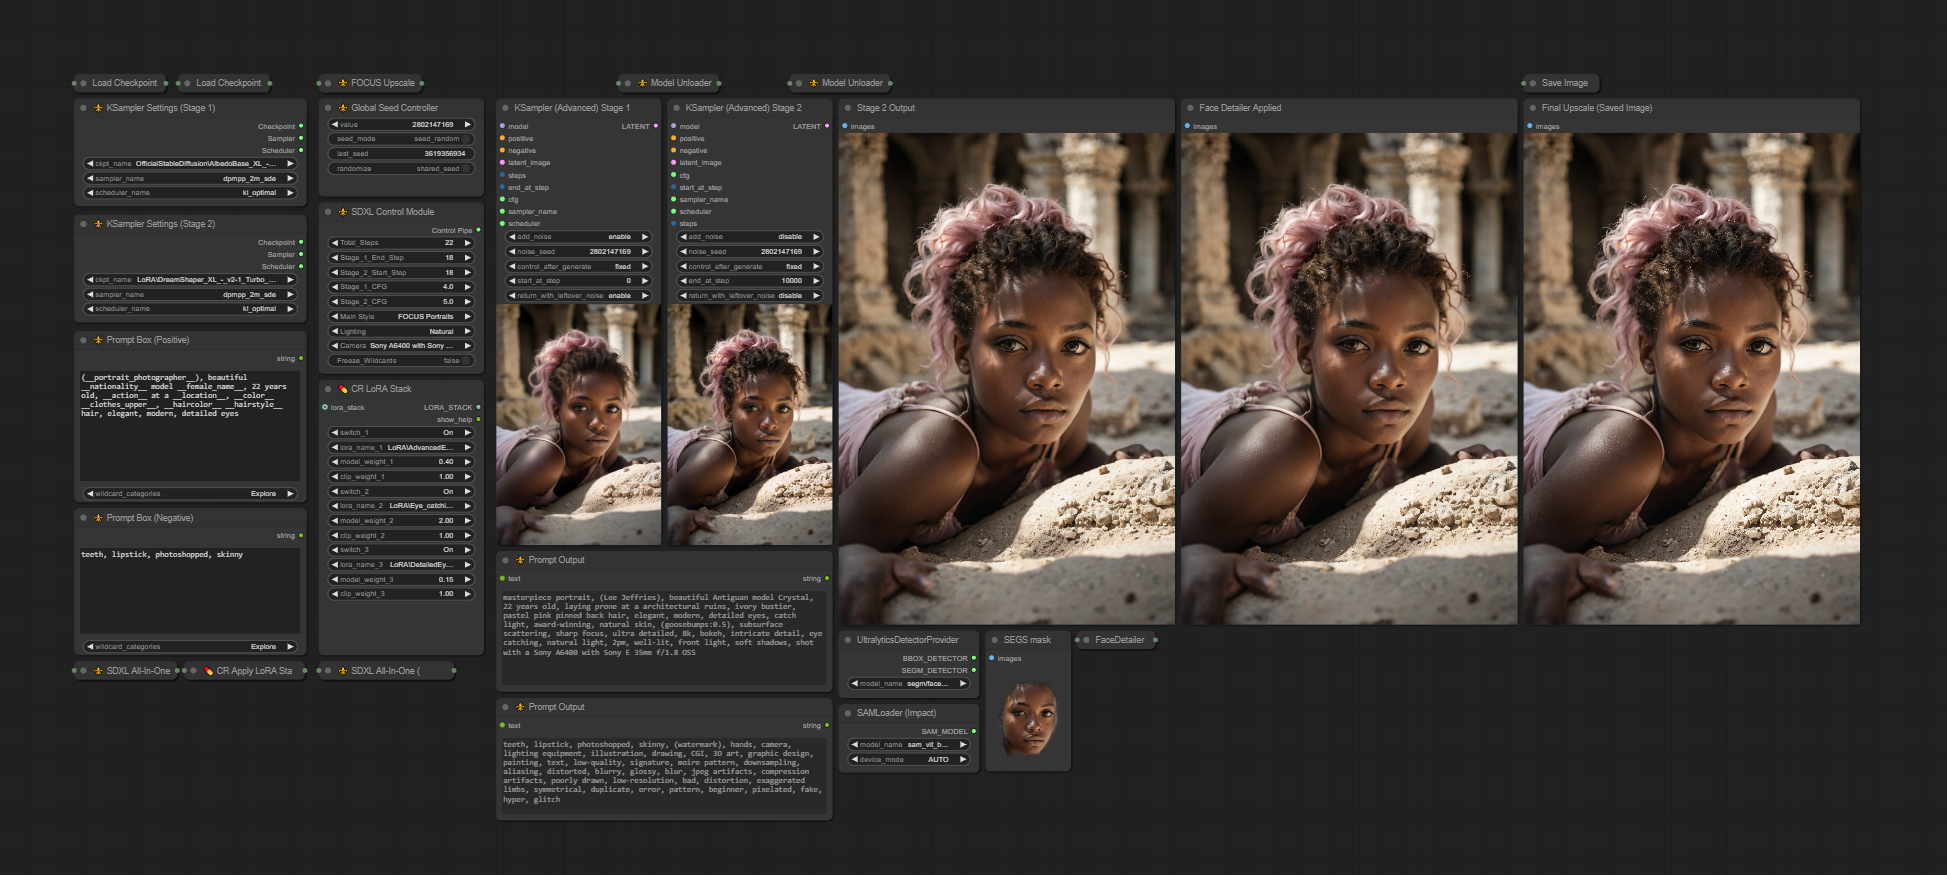 Load Checkpoint
Load Checkpoint
FOCUS Upscale
Model Unloader
Model Unloader
Save Image
KSampler Settings (Stage 1)
Checkpoint
Sampler
Scheduler
ckpt_name OfficialStableDiffusion\AlbedoBase_XL_-...
sampler_name dpmpp_2m_sde
scheduler_name kl_optimal
KSampler Settings (Stage 2)
Checkpoint
Sampler
Scheduler
ckpt_name LoRA\DreamShaper_XL_-_v2-1_Turbo_...
sampler_name dpmpp_2m_sde
scheduler_name kl_optimal
Prompt Box (Positive)
string
(__portrait_photographer__), beautiful
__nationality__ model __female_name__, 22 years
old, __action__ at a __location__, __color__
__clothes_upper__, __haircolor__ __hairstyle__
hair, elegant, modern, detailed eyes
wildcard_categories Explore
Prompt Box (Negative)
string
teeth, lipstick, photoshopped, skinny
wildcard_categories Explore
SDXL All-In-One
CR Apply LoRA Sta
SDXL All-In-One (
Global Seed Controller
value 2802147169
seed_mode seed_random
last_seed 3619356934
randomize shared_seed
SDXL Control Module
Control Pipe
Total_Steps 22
Stage_1_End_Step 18
Stage_2_Start_Step 18
Stage_1_CFG 4.0
Stage_2_CFG 5.0
Main Style FOCUS Portraits
Lighting Natural
Camera Sony A6400 with Sony ...
Freeze_Wildcards false
CR LoRA Stack
lora_stack LORA_STACK
show_help
switch_1 On
lora_name_1 LoRA\AdvancedE...
model_weight_1 0.40
clip_weight_1 1.00
switch_2 On
lora_name_2 LoRA\Eye_catchi...
model_weight_2 2.00
clip_weight_2 1.00
switch_3 On
lora_name_3 LoRA\DetailedEy...
model_weight_3 0.15
clip_weight_3 1.00
KSampler (Advanced) Stage 1
model LATENT
positive
negative
latent_image
steps
end_at_step
cfg
sampler_name
scheduler
add_noise enable
noise_seed 2802147169
control_after_generate fixed
start_at_step 0
return_with_leftover_noise enable
KSampler (Advanced) Stage 2
model LATENT
positive
negative
latent_image
cfg
start_at_step
sampler_name
scheduler
steps
add_noise disable
noise_seed 2802147169
control_after_generate fixed
end_at_step 10000
return_with_leftover_noise disable
Prompt Output
text string
masterpiece portrait, (Lee Jeffries), beautiful Antiguan model Crystal,
22 years old, laying prone at a architectural ruins, ivory bustier,
pastel pink pinned back hair, elegant, modern, detailed eyes, catch
light, award-winning, natural skin, (goosebumps:0.5), subsurface
scattering, sharp focus, ultra detailed, 8k, bokeh, intricate detail, eye
catching, natural light, 2pm, well-lit, front light, soft shadows, shot
with a Sony A6400 with Sony E 35mm f/1.8 OSS
Prompt Output
text string
teeth, lipstick, photoshopped, skinny, (watermark), hands, camera,
lighting equipment, illustration, drawing, CGI, 3D art, graphic design,
painting, text, low-quality, signature, moire pattern, downsampling,
aliasing, distorted, blurry, glossy, blur, jpeg artifacts, compression
artifacts, poorly drawn, low-resolution, bad, distortion, exaggerated
limbs, symmetrical, duplicate, error, pattern, beginner, pixelated, fake,
hyper, glitch
Stage 2 Output
images
Face Detailer Applied
images
Final Upscale (Saved Image)
images
UltralyticsDetectorProvider
BBOX_DETECTOR
SEGM_DETECTOR
model_name segm/face...
SAMLoader (Impact)
SAM_MODEL
model_name sam_vit_b...
device_mode AUTO
SEGS mask
images
FaceDetailer